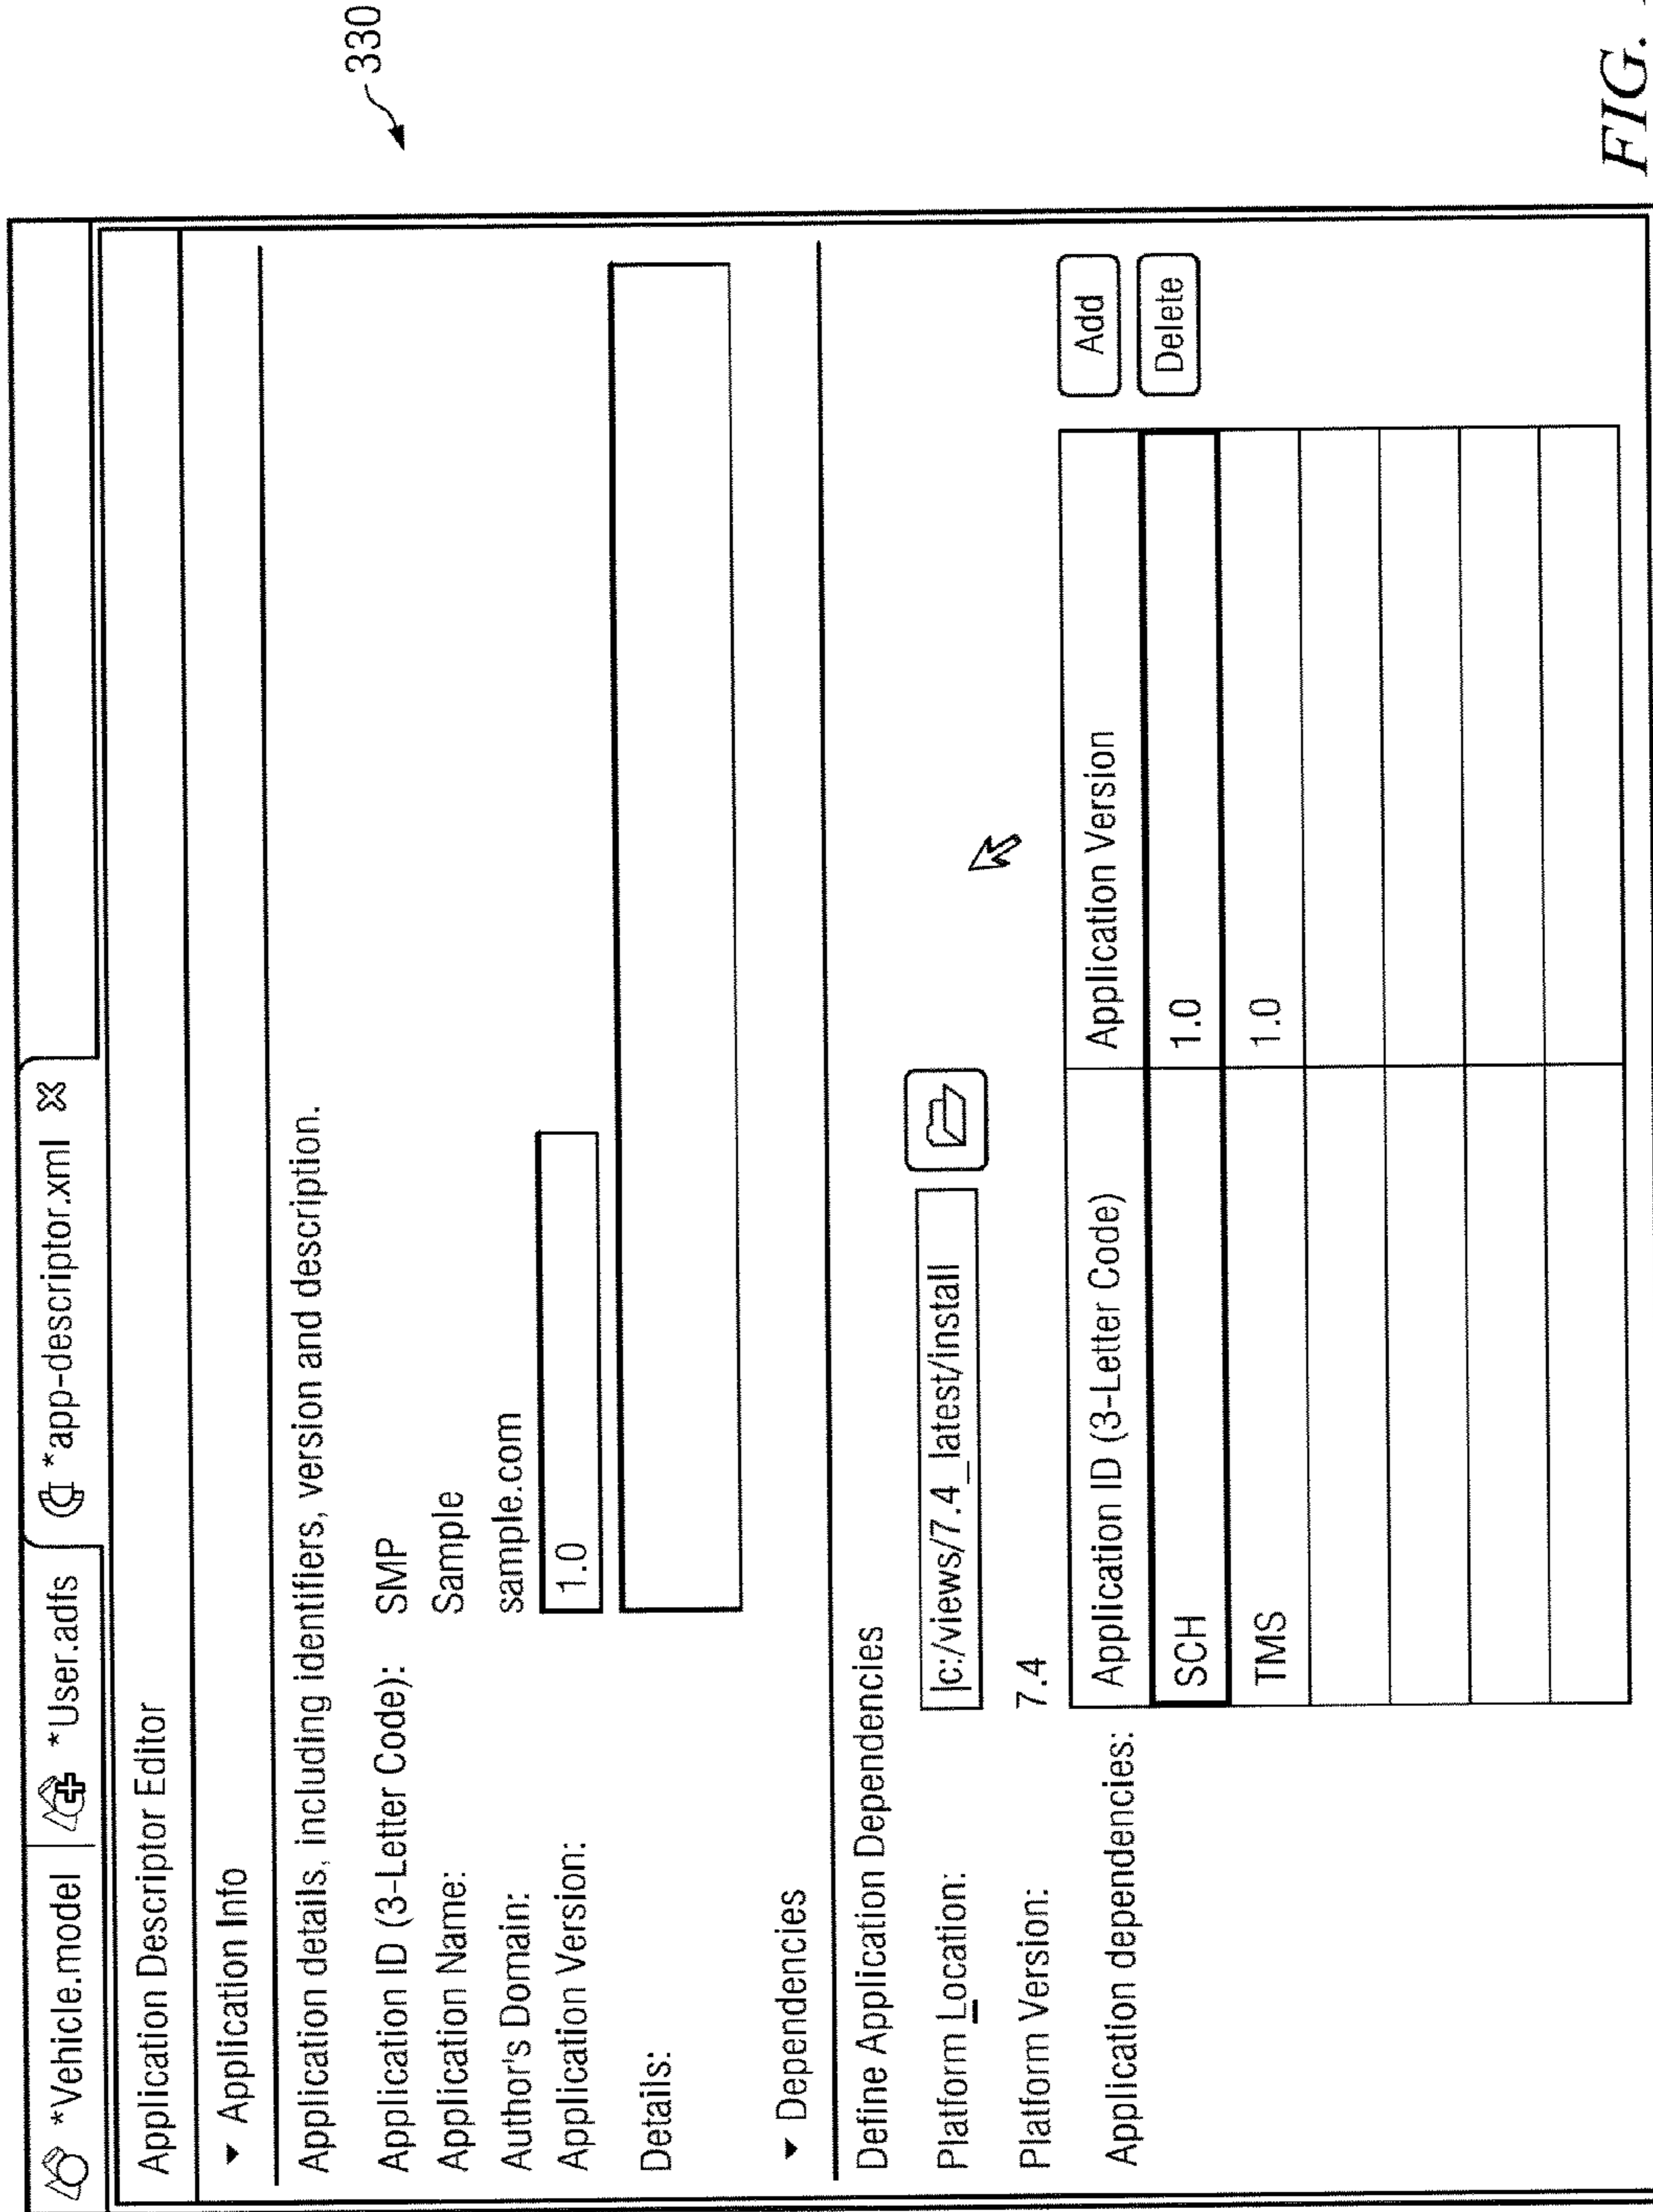 *Vehicle.model *User.adfs *app-descriptor.xml
330
Application Descriptor Editor
Application Info
Application details, including identifiers, version and description.
Application ID (3-Letter Code): SMP
Application Name: Sample
Author's Domain: sample.com
Application Version: 1.0
Details:
Dependencies
Define Application Dependencies
Platform Location: c:/views/7.4_latest/install
Platform Version: 7.4
Application dependencies:
Application ID (3-Letter Code) Application Version
SCH 1.0
TMS 1.0
Add
Delete
FIG.